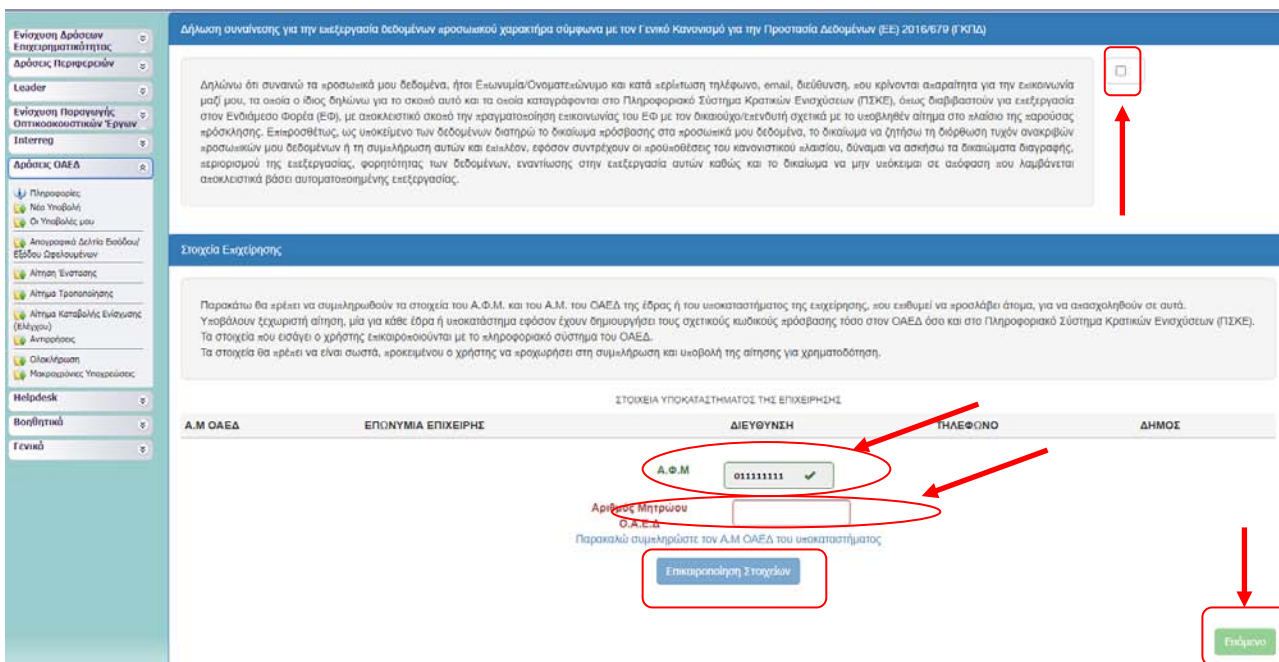 Ενίσχυση Δράσεων
Επιχειρηματικότητας
Δράσεις Περιφερειών
Leader
Ενίσχυση Παραγωγής
Οπτικοακουστικών Έργων
Interreg
Δράσεις ΟΑΕΔ
Πληροφορίες
Νέα Υποβολή
Οι Υποβολές μου
Απογραφικά Δελτία Εισόδου/
Εξόδου Ωφελουμένων
Αίτηση Ένστασης
Αίτημα Τροποποίησης
Αίτημα Καταβολής Ενίσχυσης
(Ελέγχου)
Αντιρρήσεις
Ολοκλήρωση
Μακροχρόνιες Υποχρεώσεις
Helpdesk
Βοηθητικά
Γενικά
Δήλωση συναίνεσης για την επεξεργασία δεδομένων προσωπικού χαρακτήρα σύμφωνα με τον Γενικό Κανονισμό για την Προστασία Δεδομένων (ΕΕ) 2016/679 (ΓΚΠΔ)
Δηλώνω ότι συναινώ τα προσωπικά μου δεδομένα, ήτοι Επωνυμία/Ονοματεπώνυμο και κατά περίπτωση τηλέφωνο, email, διεύθυνση, που κρίνονται απαραίτητα για την επικοινωνία
μαζί μου, τα οποία ο ίδιος δηλώνω για το σκοπό αυτό και τα οποία καταγράφονται στο Πληροφοριακό Σύστημα Κρατικών Ενισχύσεων (ΠΣΚΕ), όπως διαβιβαστούν για επεξεργασία
στον Ενδιάμεσο Φορέα (ΕΦ), με αποκλειστικό σκοπό την πραγματοποίηση επικοινωνίας του ΕΦ με τον δικαιούχο/επενδυτή σχετικά με το υποβληθέν αίτημα στο πλαίσιο της παρούσας
πρόσκλησης. Επιπροσθέτως, ως υποκείμενο των δεδομένων διατηρώ το δικαίωμα πρόσβασης στα προσωπικά μου δεδομένα, το δικαίωμα να ζητήσω τη διόρθωση τυχόν ανακριβών
προσωπικών μου δεδομένων ή τη συμπλήρωση αυτών και επιπλέον, εφόσον συντρέχουν οι προϋποθέσεις του κανονιστικού πλαισίου, δύναμαι να ασκήσω τα δικαιώματα διαγραφής,
περιορισμού της επεξεργασίας, φορητότητας των δεδομένων, εναντίωσης στην επεξεργασία αυτών καθώς και το δικαίωμα να μην υπόκειμαι σε απόφαση που λαμβάνεται
αποκλειστικά βάσει αυτοματοποιημένης επεξεργασίας.
Στοιχεία Επιχείρησης
Παρακάτω θα πρέπει να συμπληρωθούν τα στοιχεία του Α.Φ.Μ. και του Α.Μ. του ΟΑΕΔ της έδρας ή του υποκαταστήματος της επιχείρησης, που επιθυμεί να προσλάβει άτομα, για να απασχοληθούν σε αυτά.
Υποβάλουν ξεχωριστή αίτηση, μία για κάθε έδρα ή υποκατάστημα εφόσον έχουν δημιουργήσει τους σχετικούς κωδικούς πρόσβασης τόσο στον ΟΑΕΔ όσο και στο Πληροφοριακό Σύστημα Κρατικών Ενισχύσεων (ΠΣΚΕ).
Τα στοιχεία που εισάγει ο χρήστης επικαιροποιούνται με το πληροφοριακό σύστημα του ΟΑΕΔ.
Τα στοιχεία θα πρέπει να είναι σωστά, προκειμένου ο χρήστης να προχωρήσει στη συμπλήρωση και υποβολή της αίτησης για χρηματοδότηση.
ΣΤΟΙΧΕΙΑ ΥΠΟΚΑΤΑΣΤΗΜΑΤΟΣ ΤΗΣ ΕΠΙΧΕΙΡΗΣΗΣ
Α.Μ ΟΑΕΔ ΕΠΩΝΥΜΙΑ ΕΠΙΧΕΙΡΗΣ ΔΙΕΥΘΥΝΣΗ ΤΗΛΕΦΩΝΟ ΔΗΜΟΣ
Α.Φ.Μ 011111111
Αριθμός Μητρώου
Ο.Α.Ε.Δ
Παρακαλώ συμπληρώστε τον Α.Μ ΟΑΕΔ του υποκαταστήματος
Επικαιροποίηση Στοιχείων
Επόμενο